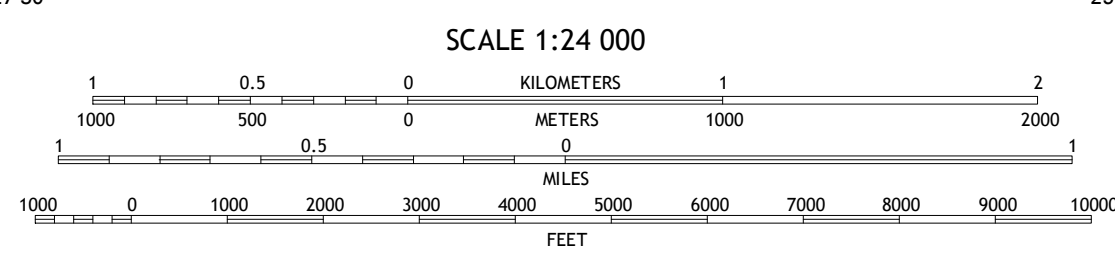 SCALE 1:24 000
1 0.5 0 KILOMETERS 1 2
1000 500 0 METERS 1000 2000
1 0.5 0 1
MILES
1000 0 1000 2000 3000 4000 5000 6000 7000 8000 9000 10000
FEET